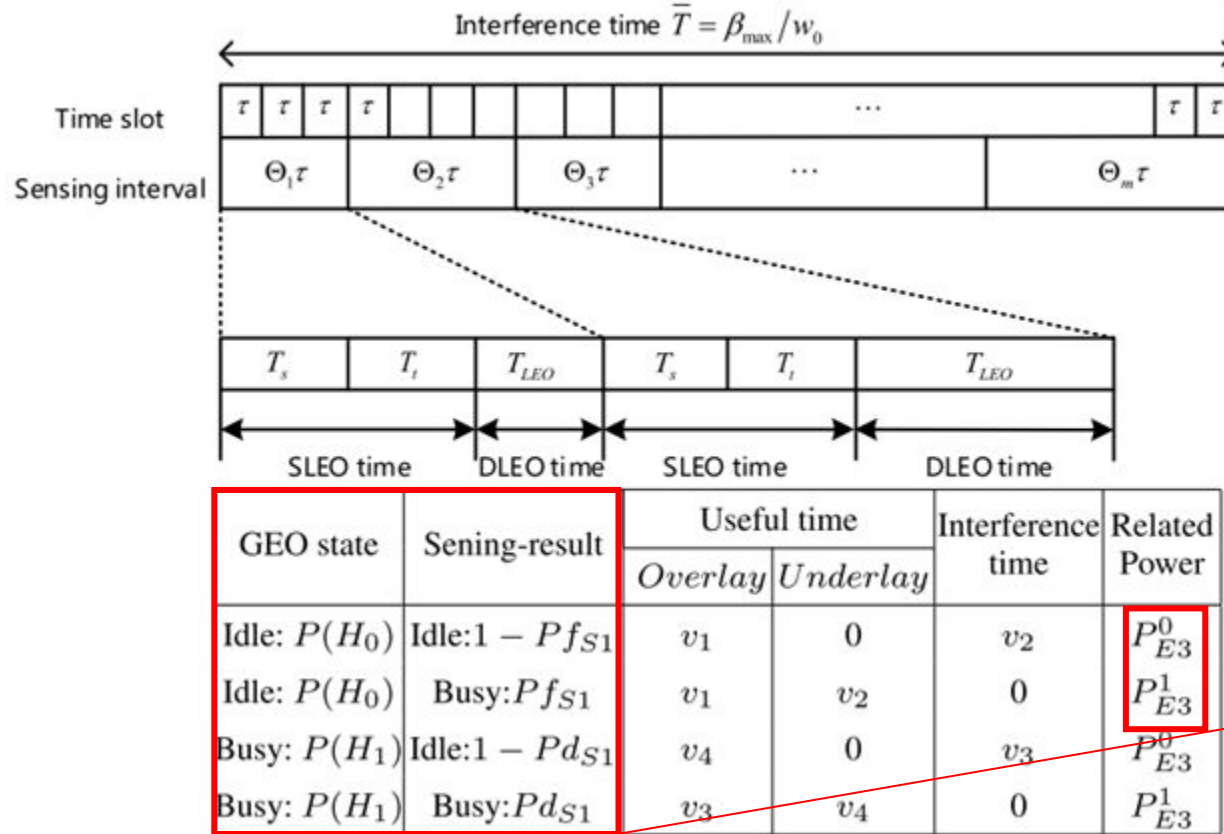 Interference time T̄ = β_max/w_0
Time slot τ τ τ τ ... τ τ
Sensing interval Θ_1τ Θ_2τ Θ_3τ ... Θ_mτ
T_s T_t T_LEO T_s T_t T_LEO
SLEO time DLEO time SLEO time DLEO time
GEO state Sening-result Useful time Interference time Related Power
Overlay Underlay
Idle: P(H_0) Idle:1 − Pf_S1 v_1 0 v_2 P^0_E3
Idle: P(H_0) Busy:Pf_S1 v_1 v_2 0 P^1_E3
Busy: P(H_1) Idle:1 − Pd_S1 v_4 0 v_3 P^0_E3
Busy: P(H_1) Busy:Pd_S1 v_3 v_4 0 P^1_E3